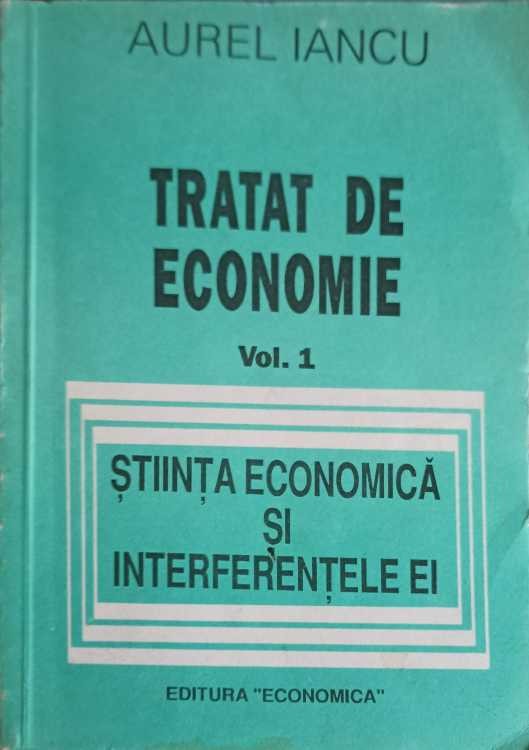 AUREL IANCU
TRATAT DE
ECONOMIE
Vol. 1
ȘTIINȚA ECONOMICĂ
ȘI
INTERFERENȚELE EI
EDITURA "ECONOMICA"